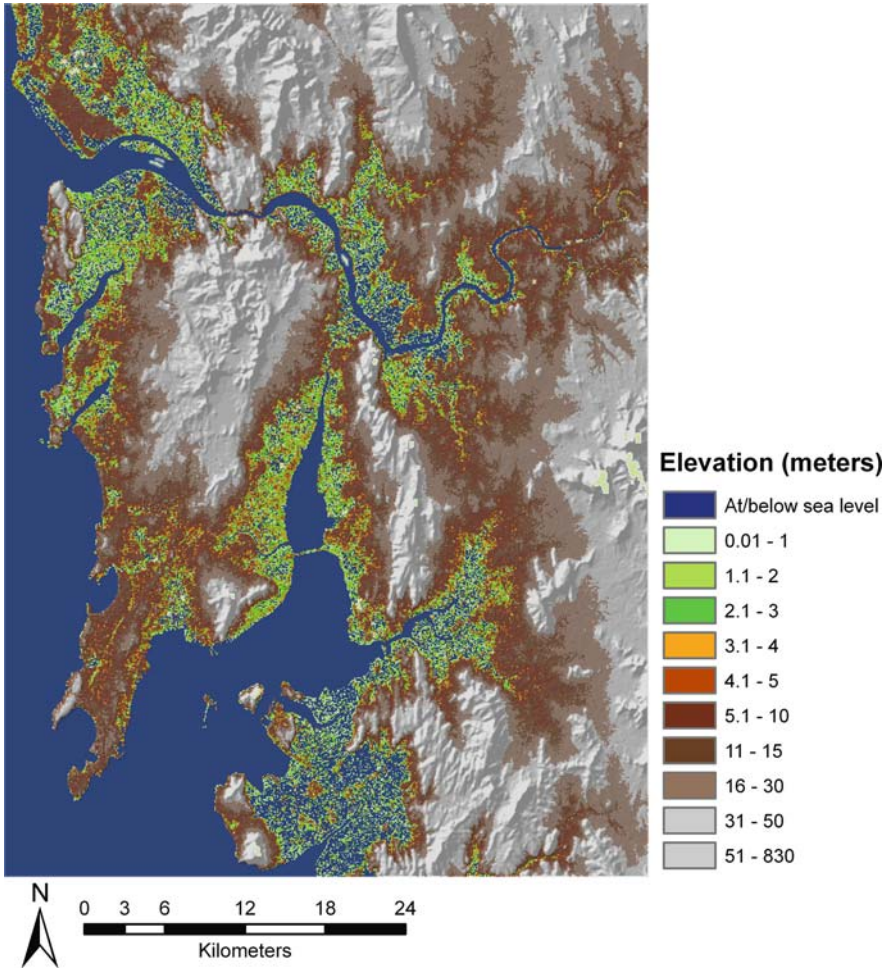 Elevation (meters)
At/below sea level
0.01 - 1
1.1 - 2
2.1 - 3
3.1 - 4
4.1 - 5
5.1 - 10
11 - 15
16 - 30
31 - 50
51 - 830
N
0 3 6 12 18 24
Kilometers